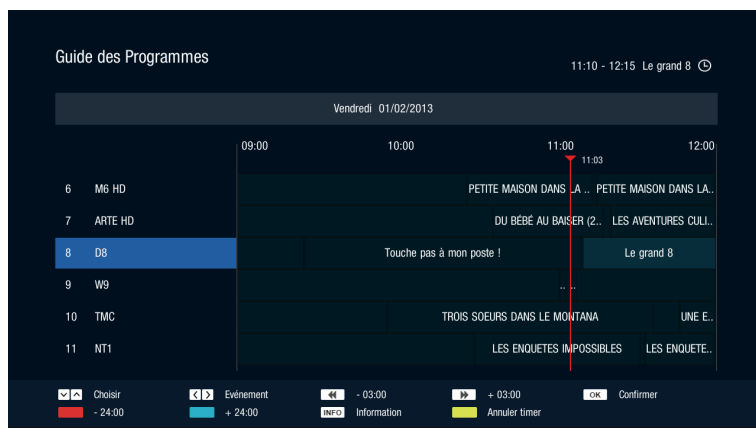 Guide des Programmes
11:10 - 12:15 Le grand 8
Vendredi 01/02/2013
09:00 10:00 11:00 12:00
11:03
6 M6 HD PETITE MAISON DANS LA .. PETITE MAISON DANS LA..
7 ARTE HD DU BÉBÉ AU BAISER (2.. LES AVENTURES CULI..
8 D8 Touche pas à mon poste ! Le grand 8
9 W9 .. ..
10 TMC TROIS SOEURS DANS LE MONTANA UNE E..
11 NT1 LES ENQUETES IMPOSSIBLES LES ENQUETE..
Choisir Evénement - 03:00 + 03:00 OK Confirmer
- 24:00 + 24:00 INFO Information Annuler timer